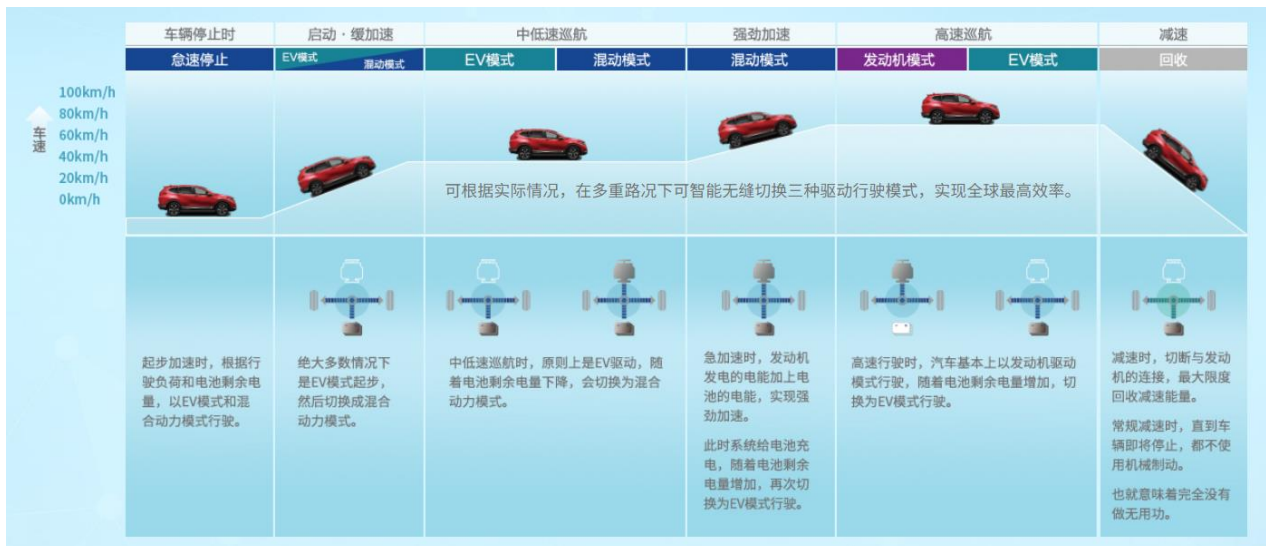 车辆停止时
启动·缓加速
中低速巡航
强劲加速
高速巡航
减速
怠速停止
EV模式
混动模式
EV模式
混动模式
混动模式
发动机模式
EV模式
回收
车速
100km/h
80km/h
60km/h
40km/h
20km/h
0km/h
可根据实际情况，在多重路况下可智能无缝切换三种驱动行驶模式，实现全球最高效率。
起步加速时，根据行
驶负荷和电池剩余电
量，以EV模式和混
合动力模式行驶。
绝大多数情况下
是EV模式起步，
然后切换成混合
动力模式。
中低速巡航时，原则上是EV驱动，随
着电池剩余电量下降，会切换为混合
动力模式。
急加速时，发动机
发电的电能加上电
池的电能，实现强
劲加速。
此时系统给电池充
电，随着电池剩余
电量增加，再次切
换为EV模式行驶。
高速行驶时，汽车基本上以发动机驱动
模式行驶，随着电池剩余电量增加，切
换为EV模式行驶。
减速时，切断与发动
机的连接，最大限度
回收减速能量。
常规减速时，直到车
辆即将停止，都不使
用机械制动。
也就意味着完全没有
做无用功。